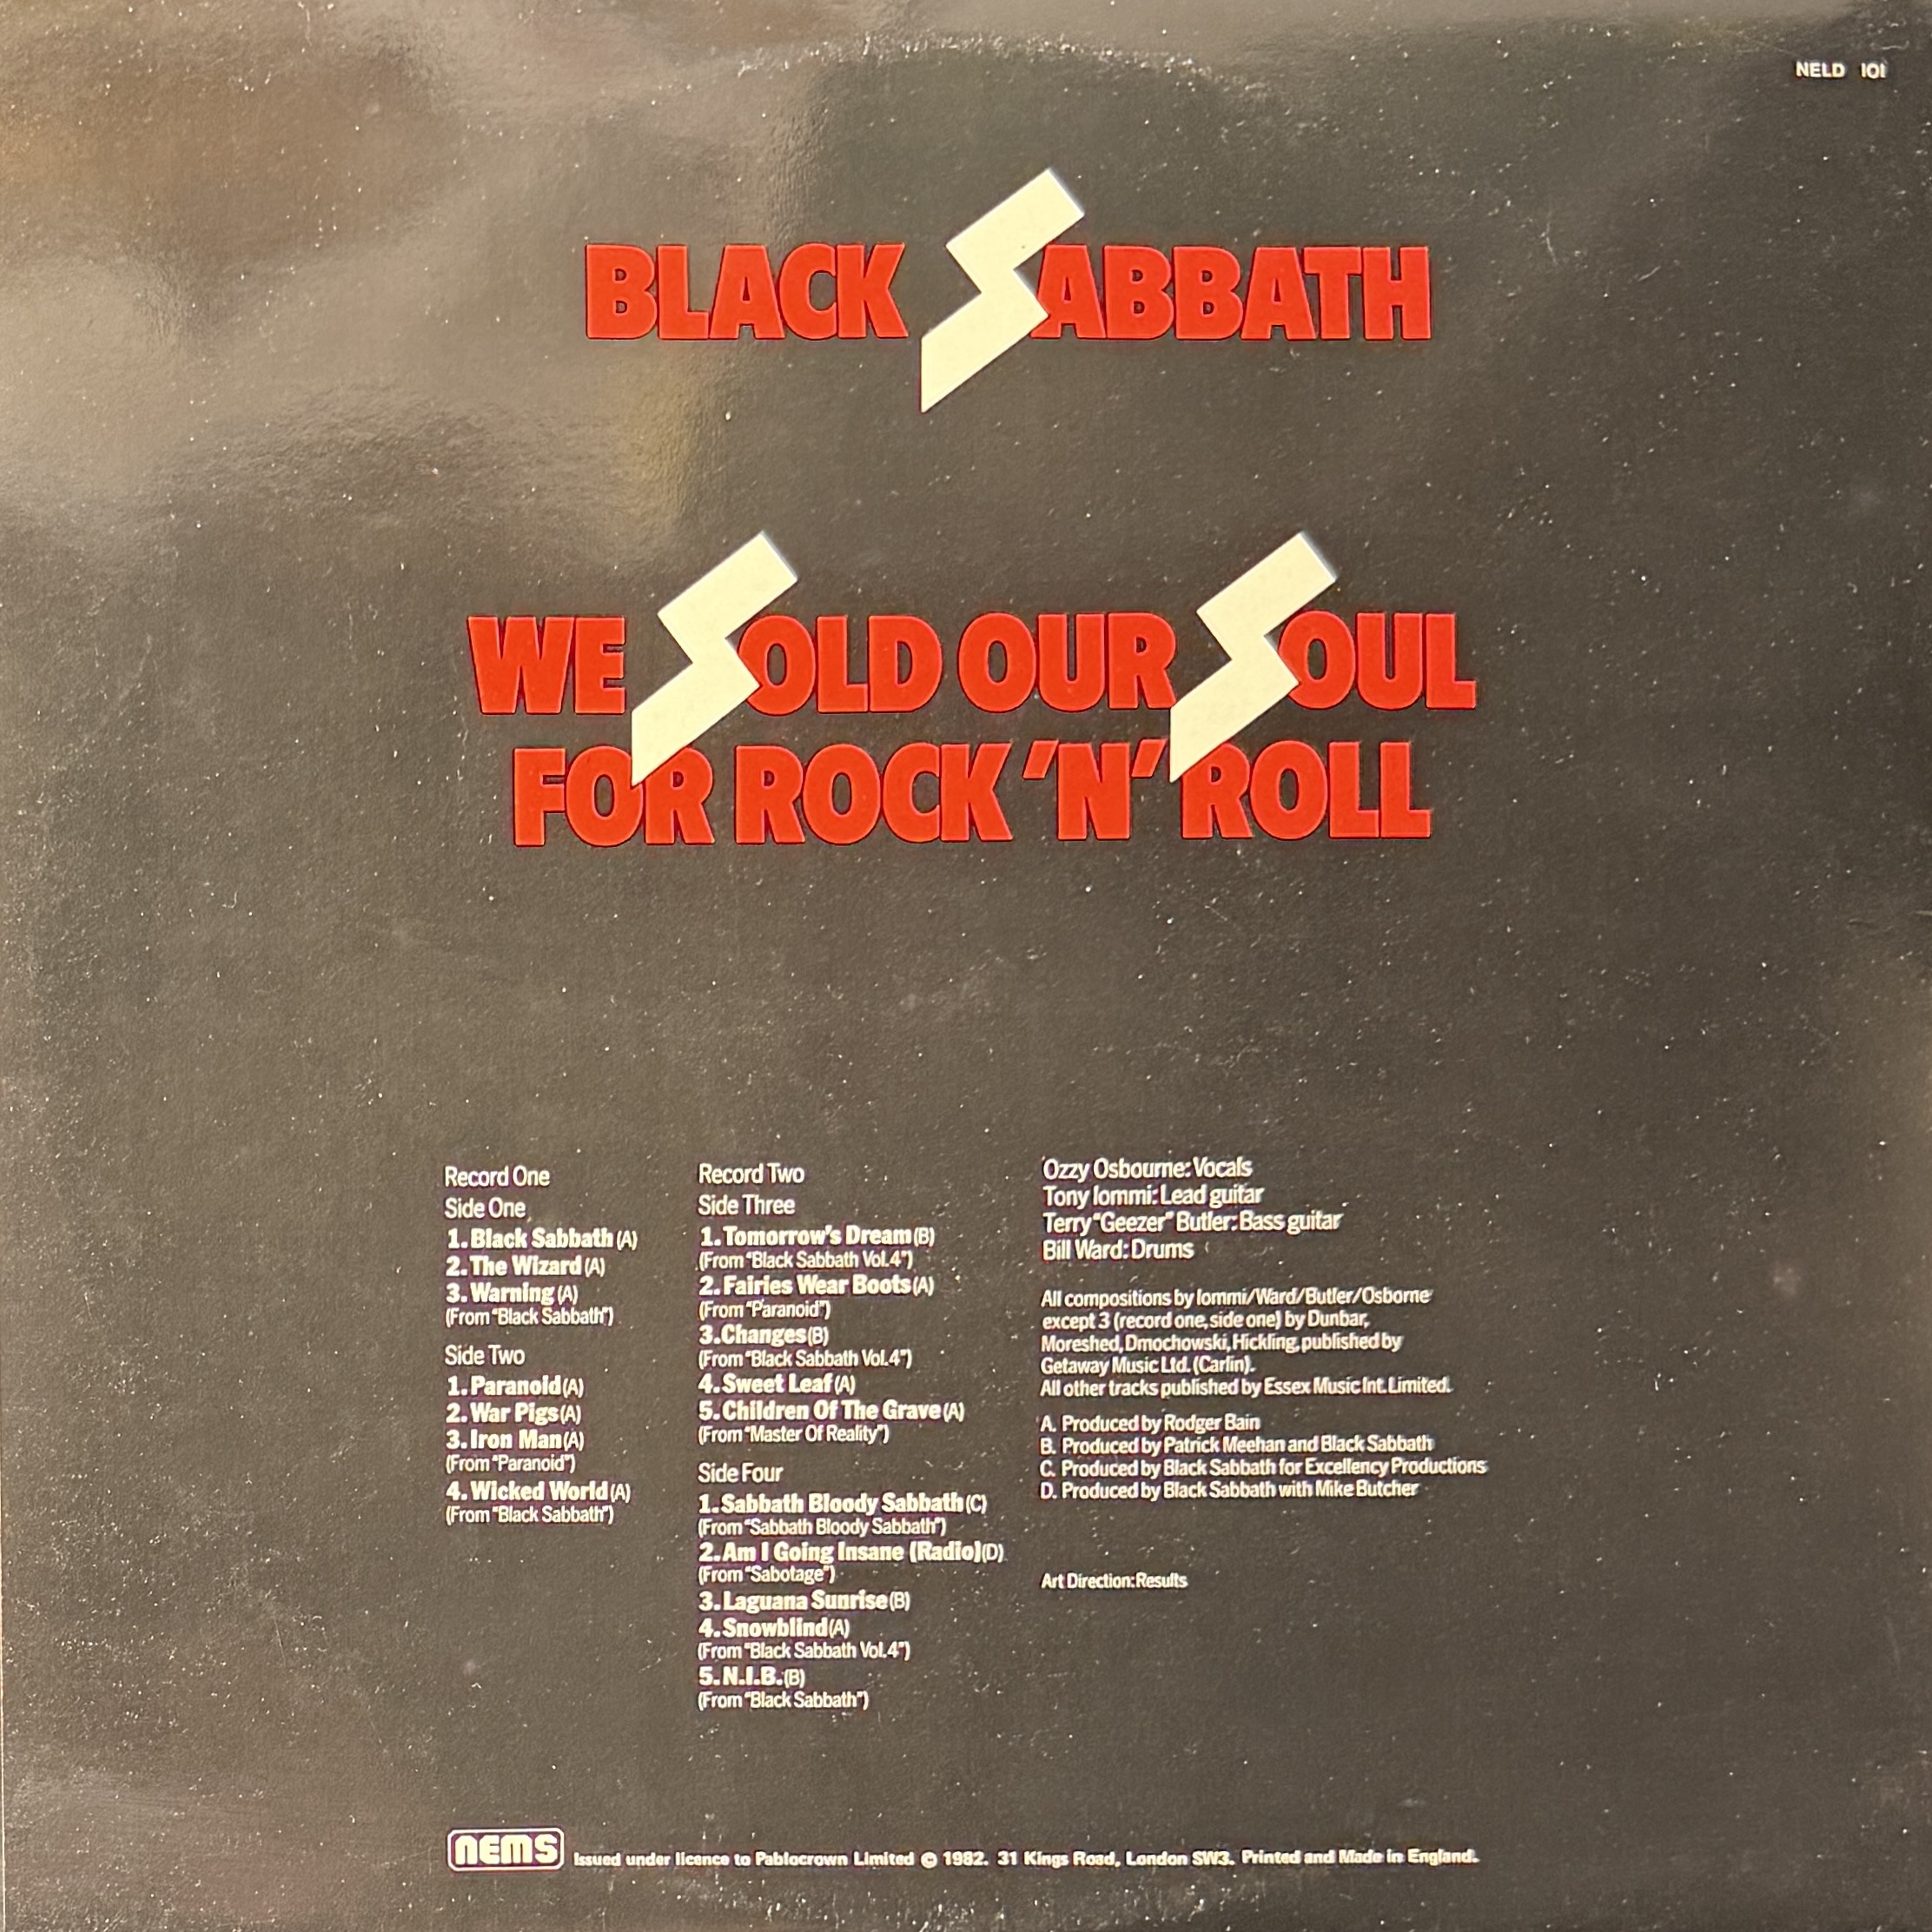 NELD 101
BLACK SABBATH
WE SOLD OUR SOUL
FOR ROCK 'N' ROLL
Record One
Side One
1. Black Sabbath (A)
2. The Wizard (A)
3. Warning (A)
(From "Black Sabbath")
Side Two
1. Paranoid (A)
2. War Pigs (A)
3. Iron Man (A)
(From "Paranoid")
4. Wicked World (A)
(From "Black Sabbath")
Record Two
Side Three
1. Tomorrow's Dream (B)
(From "Black Sabbath Vol.4")
2. Fairies Wear Boots (A)
(From "Paranoid")
3. Changes (B)
(From "Black Sabbath Vol.4")
4. Sweet Leaf (A)
5. Children Of The Grave (A)
(From "Master Of Reality")
Side Four
1. Sabbath Bloody Sabbath (C)
(From "Sabbath Bloody Sabbath")
2. Am I Going Insane (Radio) (D)
(From "Sabotage")
3. Laguana Sunrise (B)
4. Snowblind (A)
(From "Black Sabbath Vol.4")
5. N.I.B. (B)
(From "Black Sabbath")
Ozzy Osbourne: Vocals
Tony Iommi: Lead guitar
Terry "Geezer" Butler: Bass guitar
Bill Ward: Drums
All compositions by Iommi/Ward/Butler/Osborne
except 3 (record one, side one) by Dunbar,
Moreshed, Dmochowski, Hickling, published by
Getaway Music Ltd. (Carlin).
All other tracks published by Essex Music Int. Limited.
A. Produced by Rodger Bain
B. Produced by Patrick Meehan and Black Sabbath
C. Produced by Black Sabbath for Excellency Productions
D. Produced by Black Sabbath with Mike Butcher
Art Direction: Results
nems Issued under licence to Pablocrown Limited © 1982. 31 Kings Road, London SW3. Printed and Made in England.